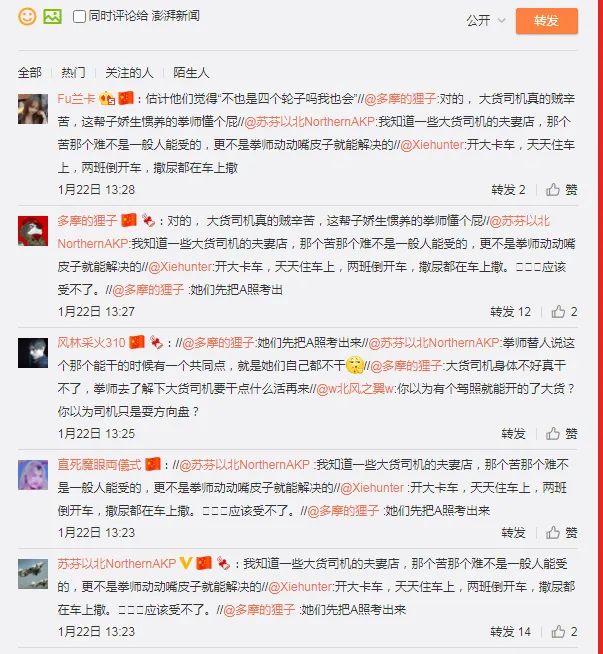 同时评论给 澎湃新闻
公开 转发
全部 热门 关注的人 陌生人
Fu兰卡：估计他们觉得“不也是四个轮子吗我也会”//@多摩的狸子:对的， 大货司机真的贼辛
苦，这帮子娇生惯养的拳师懂个屁//@苏芬以北NorthernAKP:我知道一些大货司机的夫妻店，那个
苦那个难不是一般人能受的，更不是拳师动动嘴皮子就能解决的//@Xiehunter:开大卡车，天天住车
上，两班倒开车，撒尿都在车上撒
1月22日 13:28 转发 2 赞
多摩的狸子：对的， 大货司机真的贼辛苦，这帮子娇生惯养的拳师懂个屁//@苏芬以北
NorthernAKP:我知道一些大货司机的夫妻店，那个苦那个难不是一般人能受的，更不是拳师动动嘴
皮子就能解决的//@Xiehunter:开大卡车，天天住车上，两班倒开车，撒尿都在车上撒。□□□应该
受不了。//@多摩的狸子 :她们先把A照考出
1月22日 13:27 转发 12 2
风林采火310：//@多摩的狸子:她们先把A照考出来//@苏芬以北NorthernAKP:拳师替人说这
个那个能干的时候有一个共同点，就是她们自己都不干//@多摩的狸子:大货司机身体不好真干
不了，拳师去了解下大货司机要干点什么活再来//@w北风之翼w:你以为有个驾照就能开的了大货？
你以为司机只是耍方向盘？
1月22日 13:25 转发 赞
直死魔眼両儀式：//@苏芬以北NorthernAKP :我知道一些大货司机的夫妻店，那个苦那个难不
是一般人能受的，更不是拳师动动嘴皮子就能解决的//@Xiehunter :开大卡车，天天住车上，两班
倒开车，撒尿都在车上撒。□□□应该受不了。//@多摩的狸子 :她们先把A照考出来
1月22日 13:23 转发 赞
苏芬以北NorthernAKP：我知道一些大货司机的夫妻店，那个苦那个难不是一般人能受
的，更不是拳师动动嘴皮子就能解决的//@Xiehunter:开大卡车，天天住车上，两班倒开车，撒尿都
在车上撒。□□□应该受不了。//@多摩的狸子 :她们先把A照考出来
1月22日 13:23 转发 14 2